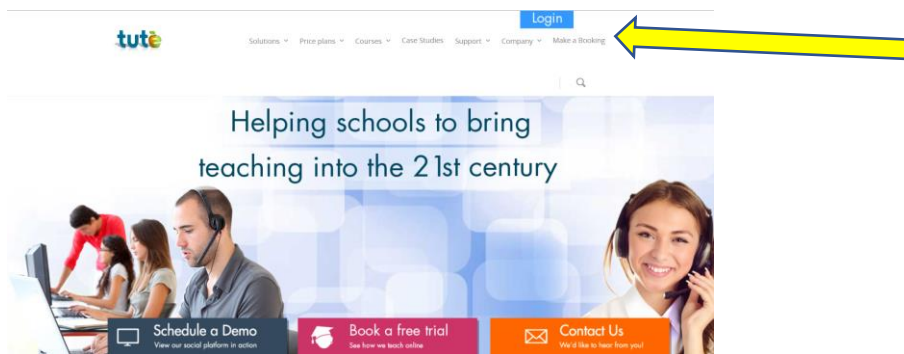 Login
tute
Solutions Price plans Courses Case Studies Support Company Make a Booking
Helping schools to bring
teaching into the 21st century
Schedule a Demo
View our social platform in action
Book a free trial
See how we teach online
Contact Us
We'd like to hear from you!